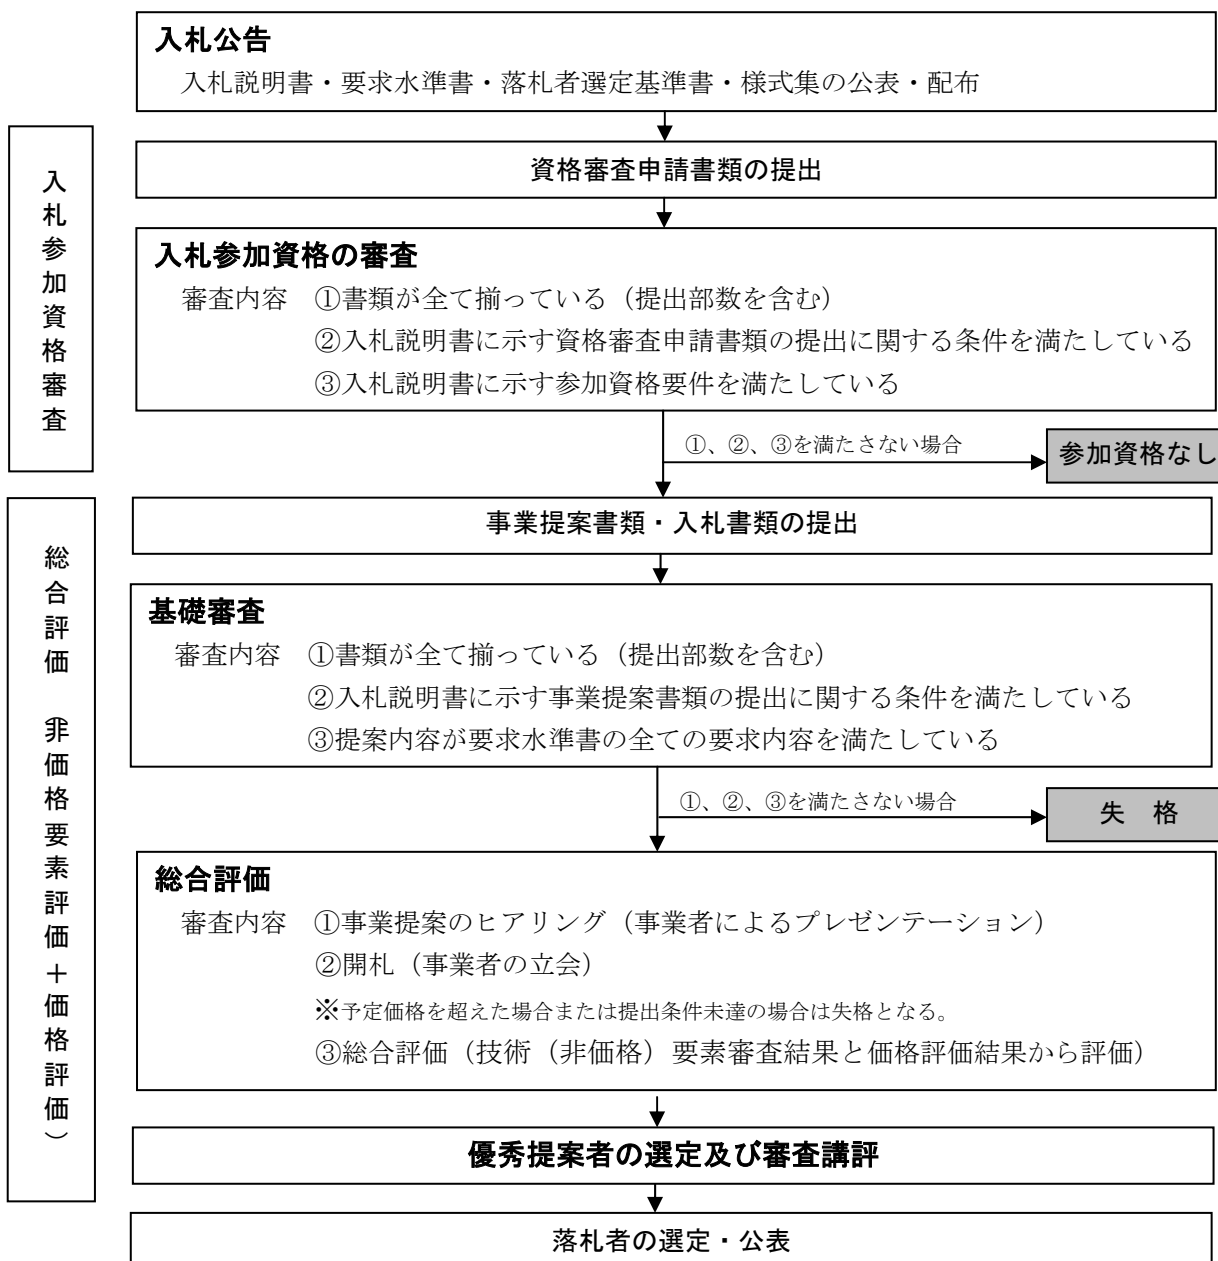 入札公告
入札説明書・要求水準書・落札者選定基準書・様式集の公表・配布
入札参加資格審査
資格審査申請書類の提出
入札参加資格の審査
審査内容　①書類が全て揃っている（提出部数を含む）
②入札説明書に示す資格審査申請書類の提出に関する条件を満たしている
③入札説明書に示す参加資格要件を満たしている
①、②、③を満たさない場合
参加資格なし
総合評価　非価格要素評価＋価格評価）
事業提案書類・入札書類の提出
基礎審査
審査内容　①書類が全て揃っている（提出部数を含む）
②入札説明書に示す事業提案書類の提出に関する条件を満たしている
③提案内容が要求水準書の全ての要求内容を満たしている
①、②、③を満たさない場合
失　格
総合評価
審査内容　①事業提案のヒアリング（事業者によるプレゼンテーション）
②開札（事業者の立会）
※予定価格を超えた場合または提出条件未達の場合は失格となる。
③総合評価（技術（非価格）要素審査結果と価格評価結果から評価）
優秀提案者の選定及び審査講評
落札者の選定・公表